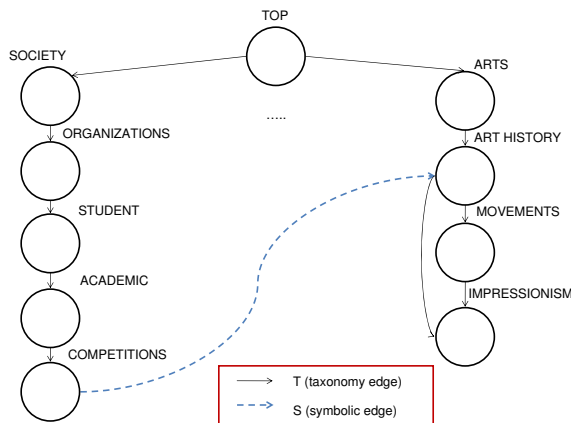 TOP
SOCIETY
ARTS
.....
ORGANIZATIONS
ART HISTORY
STUDENT
MOVEMENTS
ACADEMIC
IMPRESSIONISM
COMPETITIONS
T (taxonomy edge)
S (symbolic edge)